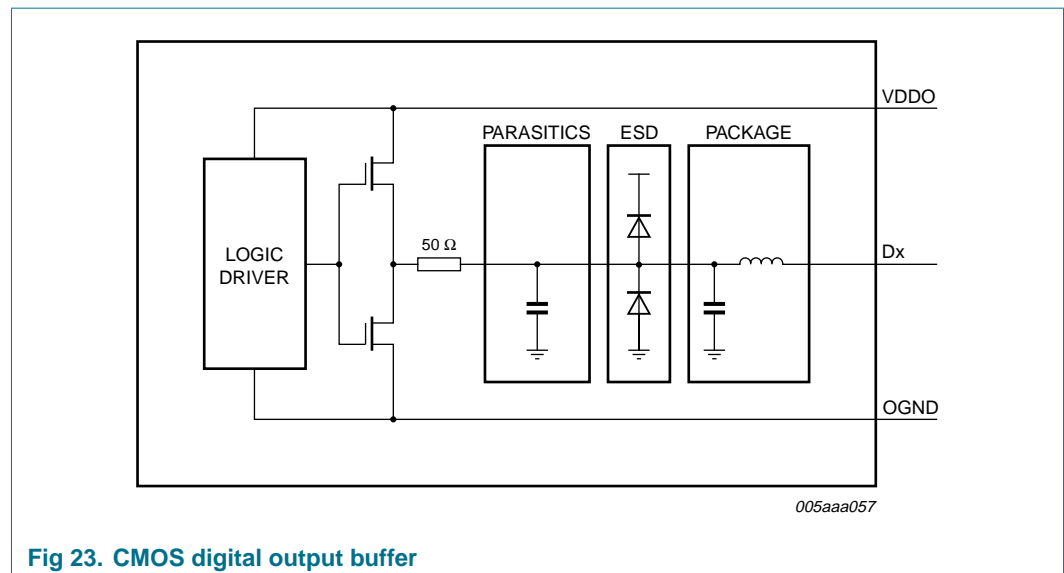 VDDO
PARASITICS ESD PACKAGE
50 Ω
LOGIC
DRIVER
Dx
OGND
005aaa057
Fig 23. CMOS digital output buffer